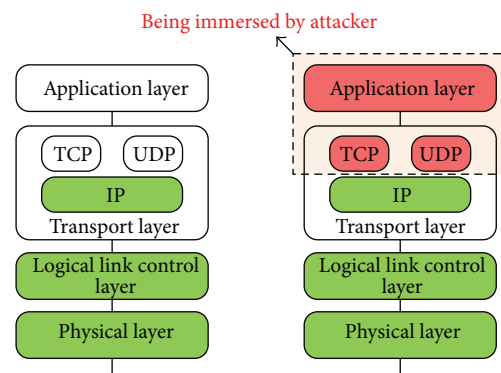 Being immersed by attacker
Application layer
TCP
UDP
IP
Transport layer
Logical link control
layer
Physical layer
Application layer
TCP
UDP
IP
Transport layer
Logical link control
layer
Physical layer